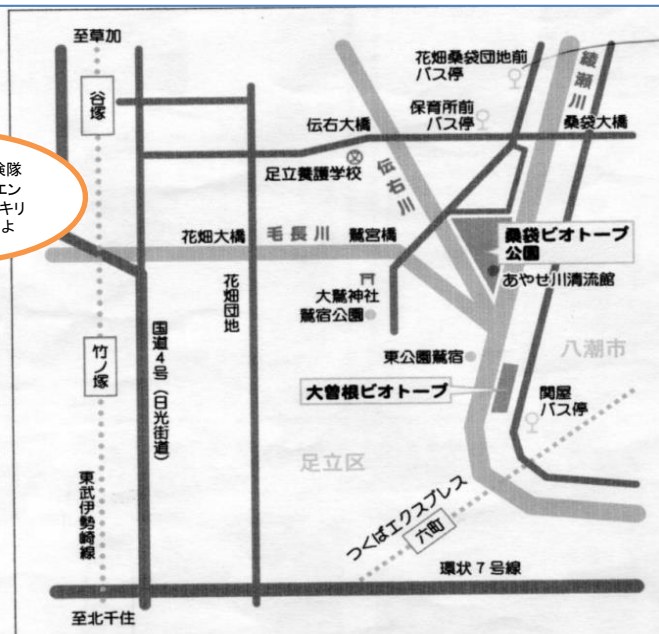 至草加
谷塚
花畑桑袋団地前
バス停
綾瀬川
保育所前
バス停
伝右大橋
桑袋大橋
足立養護学校
伝右川
検隊
エン
キリ
よ
花畑大橋
毛長川
鷲宮橋
桑袋ビオトープ
公園
あやせ川清流館
大鷲神社
鷲宿公園
花畑団地
国道4号(日光街道)
竹ノ塚
東公園鷲宿
八潮市
大曽根ビオトープ
関屋
バス停
足立区
東武伊勢崎線
つくばエクスプレス
六町
環状7号線
至北千住